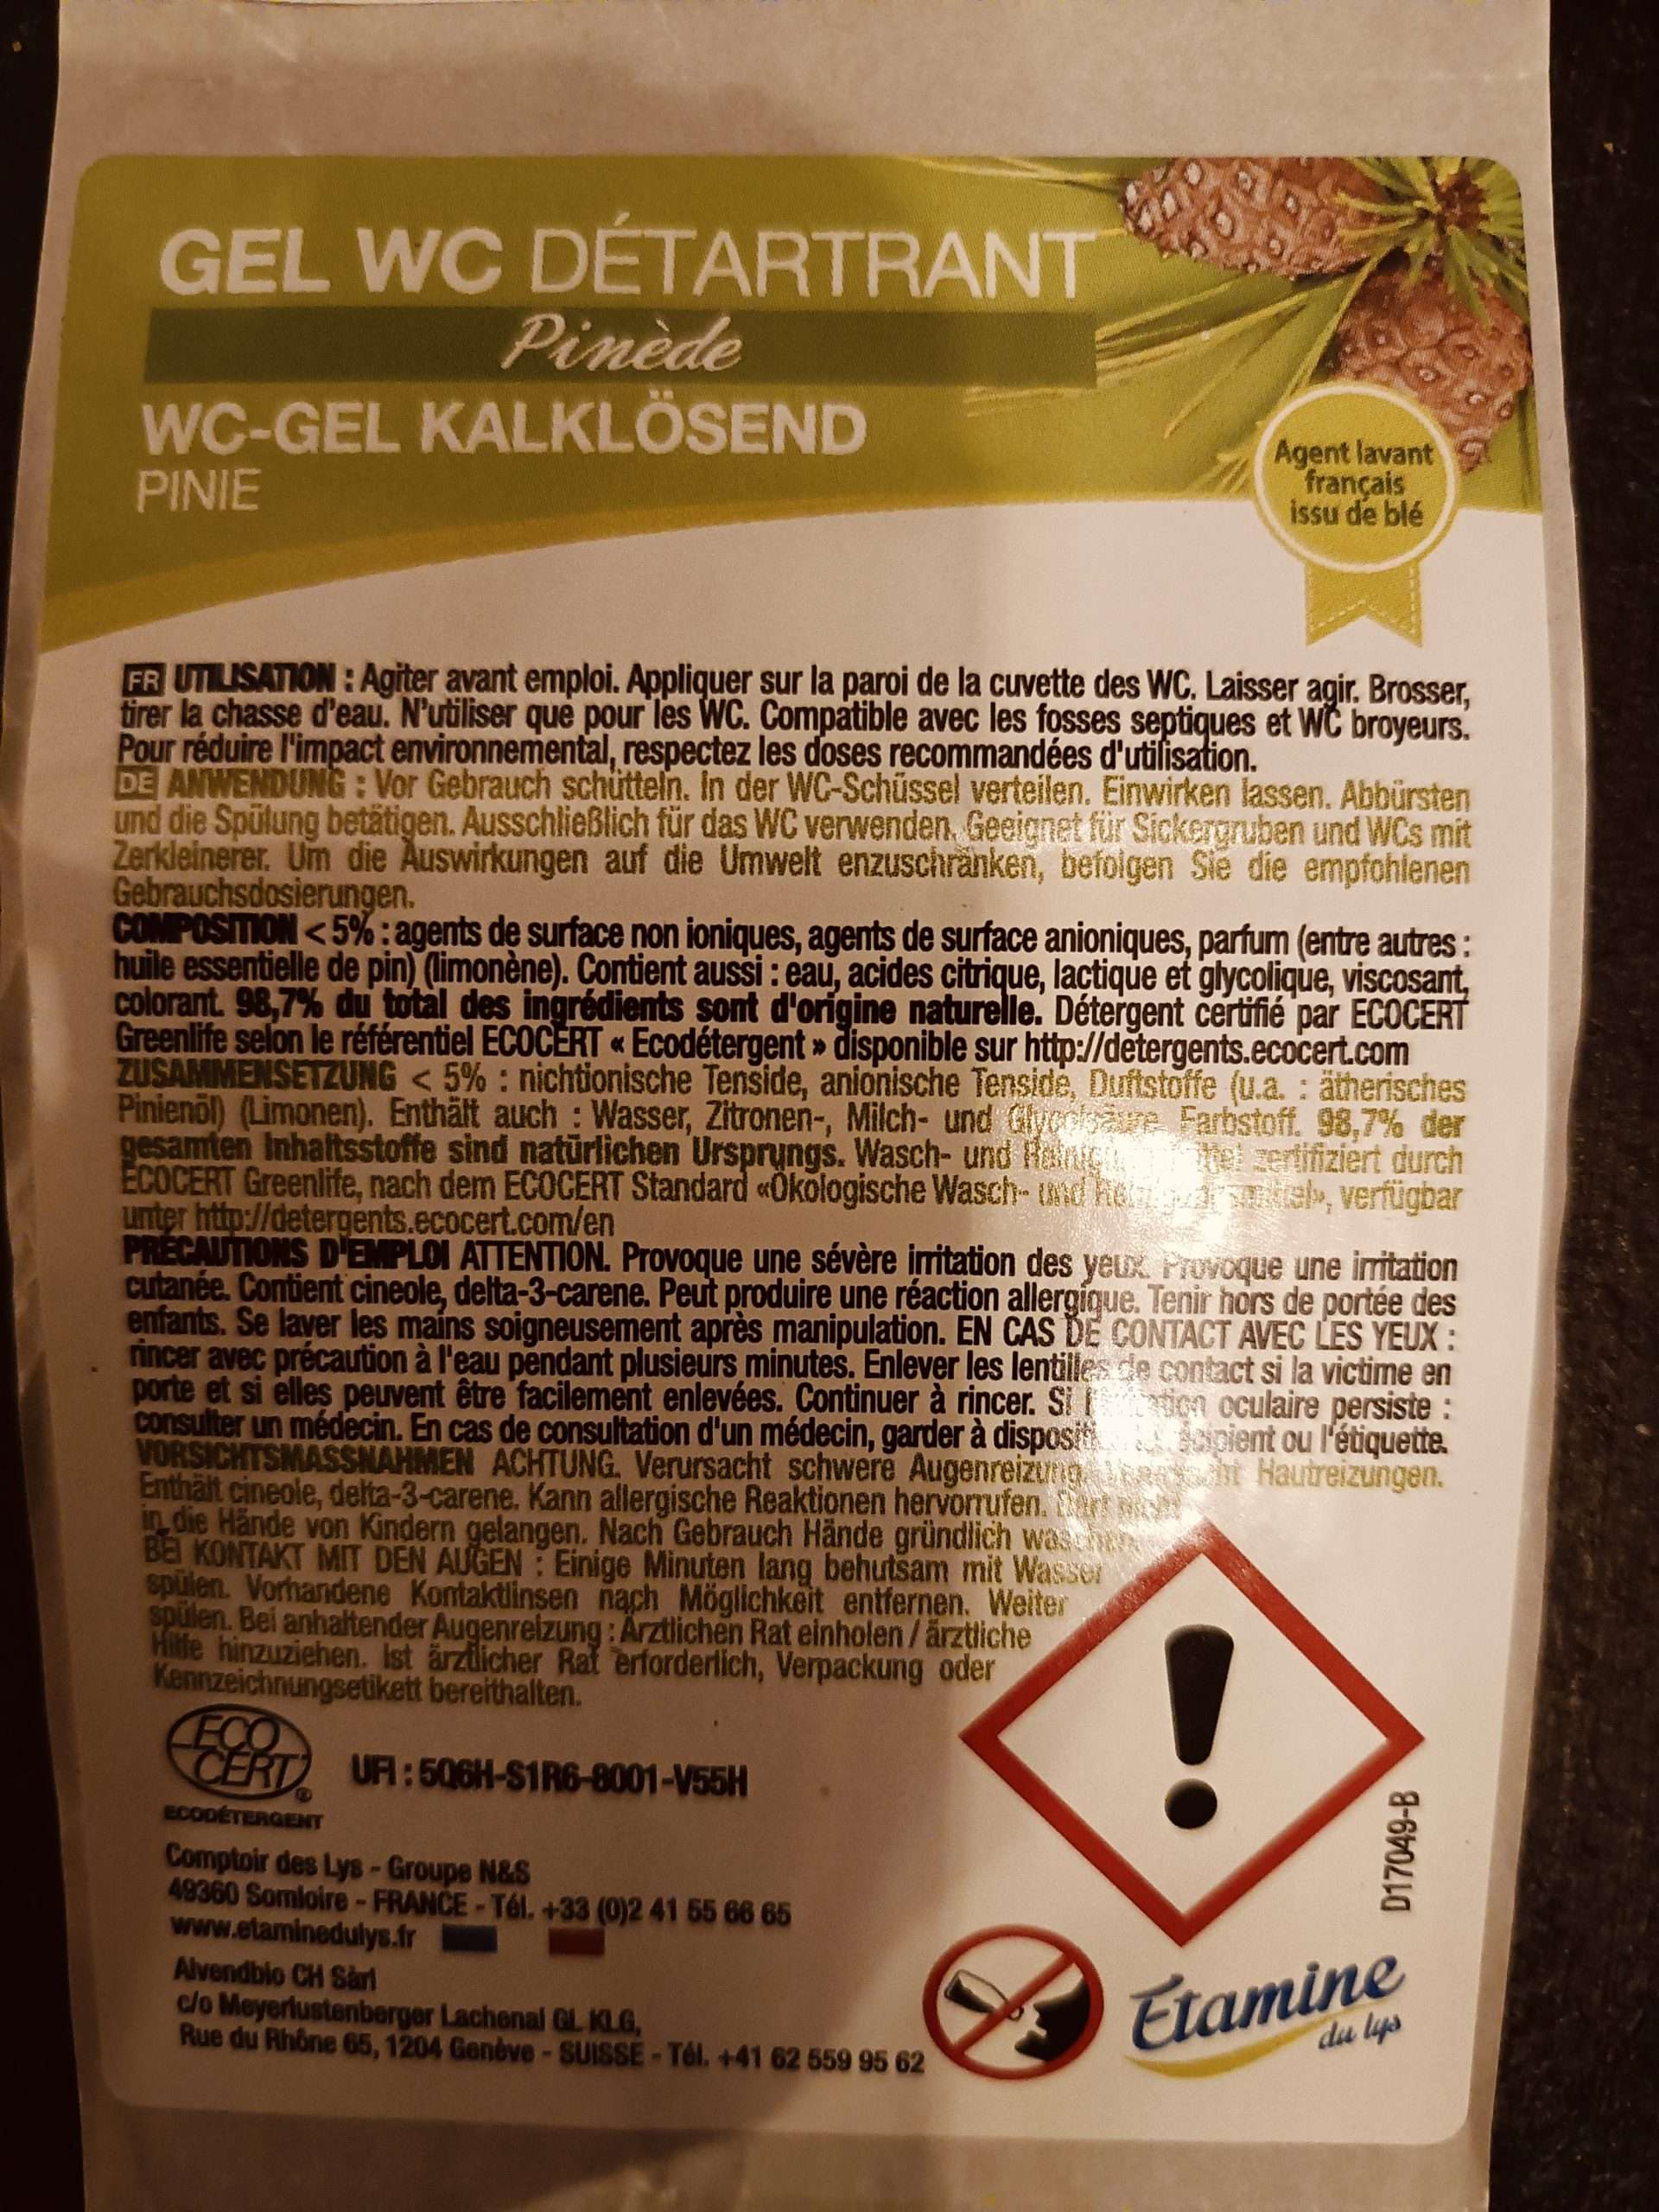 GEL WC DÉTARTRANT
Pinède
WC-GEL KALKLÖSEND
PINIE
Agent lavant
français
issu de blé
FR UTILISATION : Agiter avant emploi. Appliquer sur la paroi de la cuvette des WC. Laisser agir. Brosser,
tirer la chasse d'eau. N'utiliser que pour les WC. Compatible avec les fosses septiques et WC broyeurs.
Pour réduire l'impact environnemental, respectez les doses recommandées d'utilisation.
DE ANWENDUNG : Vor Gebrauch schütteln. In der WC-Schüssel verteilen. Einwirken lassen. Abbürsten
und die Spülung betätigen. Ausschließlich für das WC verwenden. Geeignet für Sickergruben und WCs mit
Zerkleinerer. Um die Auswirkungen auf die Umwelt enzuschränken, befolgen Sie die empfohlenen
Gebrauchsdosierungen.
COMPOSITION < 5% : agents de surface non ioniques, agents de surface anioniques, parfum (entre autres :
huile essentielle de pin) (limonène). Contient aussi : eau, acides citrique, lactique et glycolique, viscosant,
colorant. 98,7% du total des ingrédients sont d'origine naturelle. Détergent certifié par ECOCERT
Greenlife selon le référentiel ECOCERT « Ecodétergent » disponible sur http://detergents.ecocert.com
ZUSAMMENSETZUNG < 5% : nichtionische Tenside, anionische Tenside, Duftstoffe (u.a. : ätherisches
Pinienöl) (Limonen). Enthält auch : Wasser, Zitronen-, Milch- und Glycolsäure, Farbstoff. 98,7% der
gesamten Inhaltsstoffe sind natürlichen Ursprungs. Wasch- und zertifiziert durch
ECOCERT Greenlife, nach dem ECOCERT Standard «Ökologische Wasch- und verfügbar
unter http://detergents.ecocert.com/en
PRÉCAUTIONS D'EMPLOI ATTENTION. Provoque une sévère irritation des yeux. Provoque une irritation
cutanée. Contient cineole, delta-3-carene. Peut produire une réaction allergique. Tenir hors de portée des
enfants. Se laver les mains soigneusement après manipulation. EN CAS DE CONTACT AVEC LES YEUX :
rincer avec précaution à l'eau pendant plusieurs minutes. Enlever les lentilles de contact si la victime en
porte et si elles peuvent être facilement enlevées. Continuer à rincer. Si oculaire persiste :
consulter un médecin. En cas de consultation d'un médecin, garder à ou l'étiquette.
VORSICHTSMASSNAHMEN ACHTUNG. Verursacht schwere Augenreizung. Hautreizungen.
Enthält cineole, delta-3-carene. Kann allergische Reaktionen hervorrufen. Darf nicht
in die Hände von Kindern gelangen. Nach Gebrauch Hände gründlich waschen.
BEI KONTAKT MIT DEN AUGEN : Einige Minuten lang behutsam mit Wasser
spülen. Vorhandene Kontaktlinsen nach Möglichkeit entfernen. Weiter
spülen. Bei anhaltender Augenreizung : Ärztlichen Rat einholen / ärztliche
Hilfe hinzuziehen. Ist ärztlicher Rat erforderlich, Verpackung oder
Kennzeichnungsetikett bereithalten.
ECO
CERT
®
ECODÉTERGENT
UFI : 5Q6H-S1R6-8001-V55H
D17049-B
Comptoir des Lys - Groupe N&S
49360 Somloire - FRANCE - Tél. +33 (0)2 41 55 66 65
www.etaminedulys.fr
Alvendbio CH Sàrl
c/o Meyerlustenberger Lachenal GL KLG,
Rue du Rhône 65, 1204 Genève - SUISSE - Tél. +41 62 559 95 62
Etamine
du lys